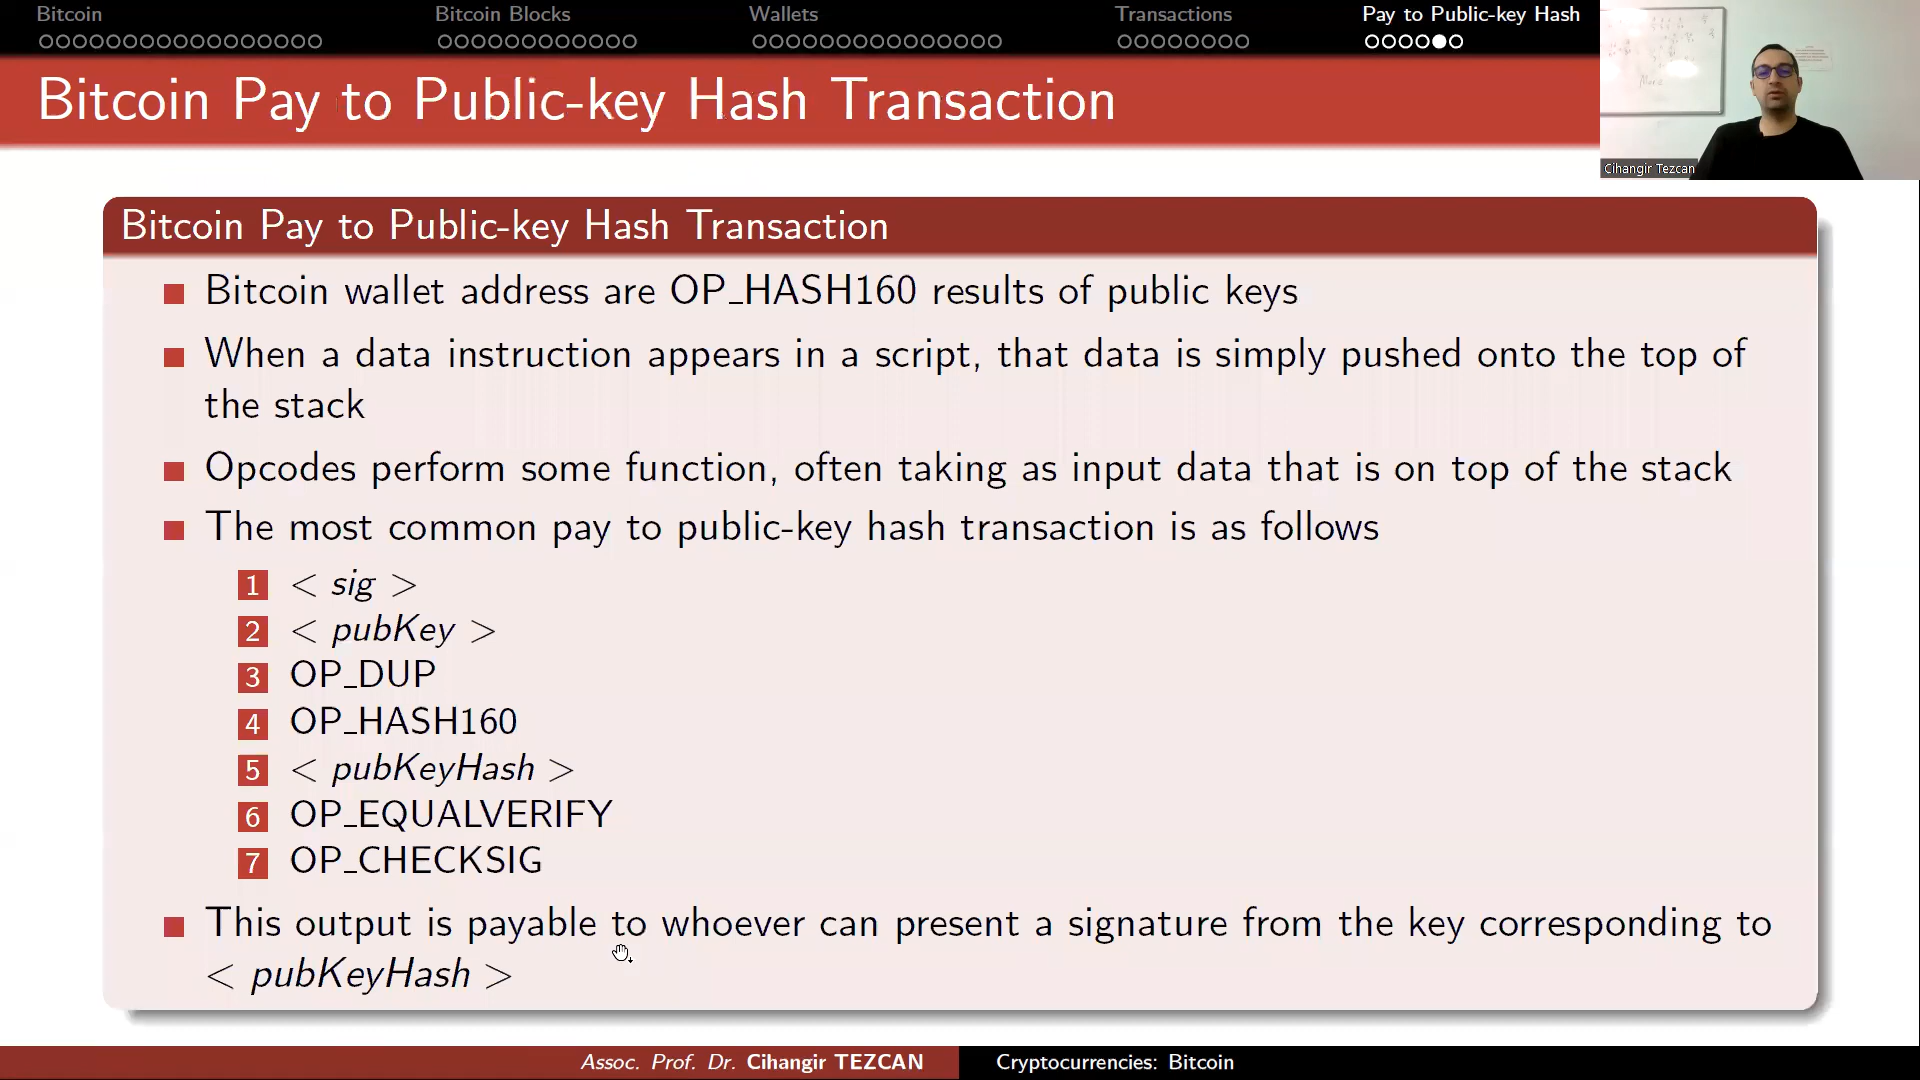 Bitcoin
Bitcoin Blocks
Wallets
Transactions
Pay to Public-key Hash
Bitcoin Pay to Public-key Hash Transaction
Cihangir Tezcan
Bitcoin Pay to Public-key Hash Transaction
Bitcoin wallet address are OP_HASH160 results of public keys
When a data instruction appears in a script, that data is simply pushed onto the top of
the stack
Opcodes perform some function, often taking as input data that is on top of the stack
The most common pay to public-key hash transaction is as follows
1 < sig >
2 < pubKey >
3 OP_DUP
4 OP_HASH160
5 < pubKeyHash >
6 OP_EQUALVERIFY
7 OP_CHECKSIG
This output is payable to whoever can present a signature from the key corresponding to
< pubKeyHash >
Assoc. Prof. Dr. Cihangir TEZCAN
Cryptocurrencies: Bitcoin